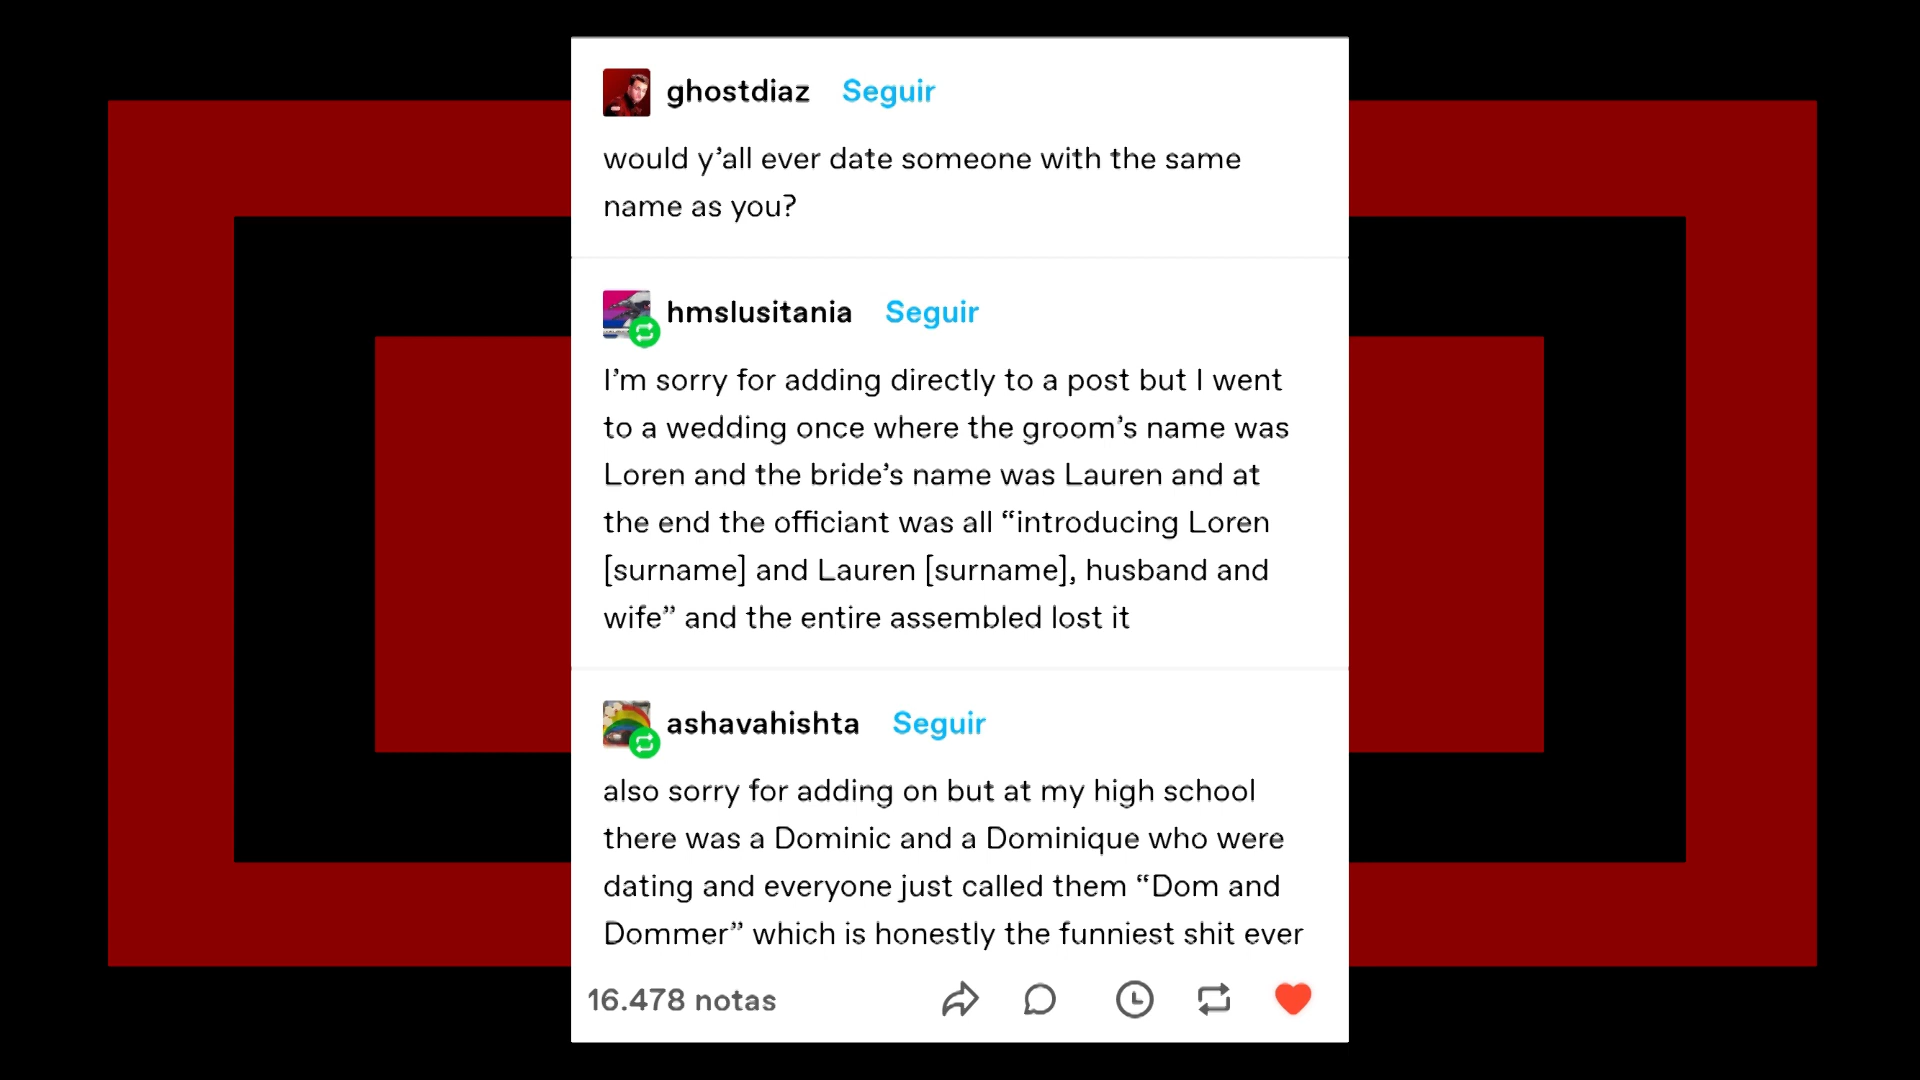 ghostdiaz Seguir
would y’all ever date someone with the same
name as you?
hmslusitania Seguir
I’m sorry for adding directly to a post but I went
to a wedding once where the groom’s name was
Loren and the bride’s name was Lauren and at
the end the officiant was all “introducing Loren
[surname] and Lauren [surname], husband and
wife” and the entire assembled lost it
ashavahishta Seguir
also sorry for adding on but at my high school
there was a Dominic and a Dominique who were
dating and everyone just called them “Dom and
Dommer” which is honestly the funniest shit ever
16.478 notas